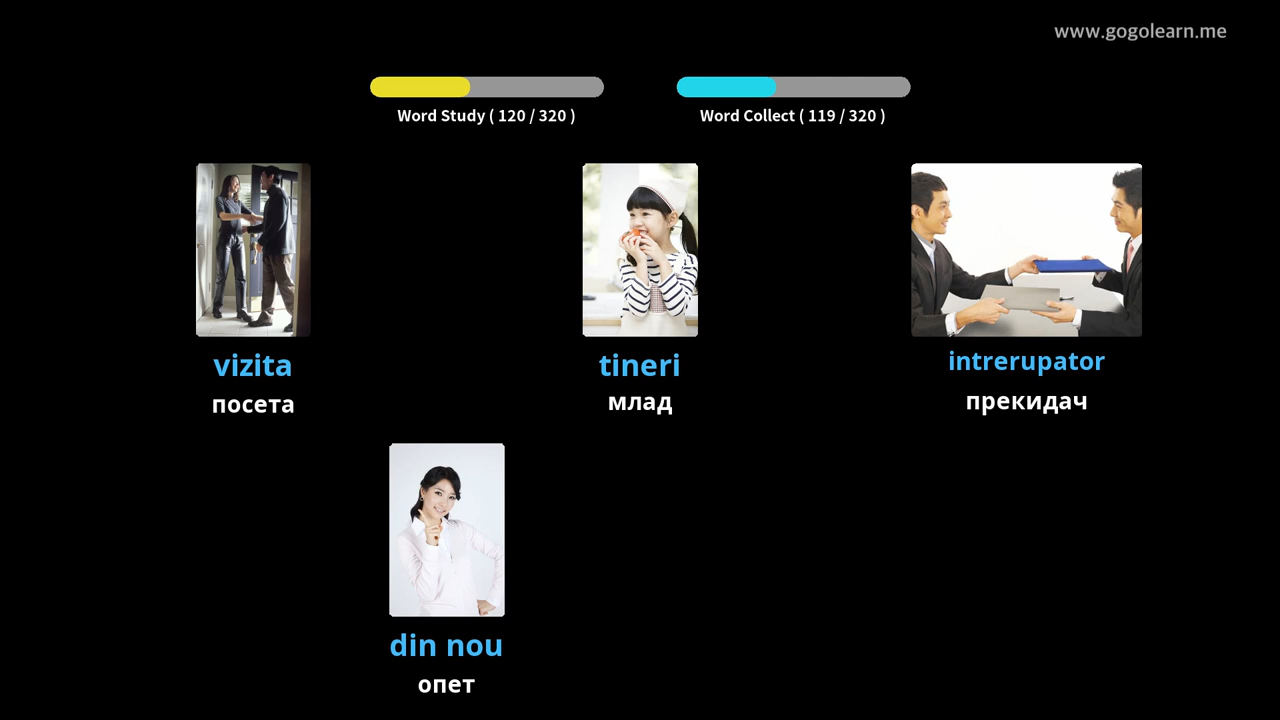 www.gogolearn.me
Word Study ( 120 / 320 )
Word Collect ( 119 / 320 )
vizita
посета
tineri
млад
intrerupator
прекидач
din nou
опет